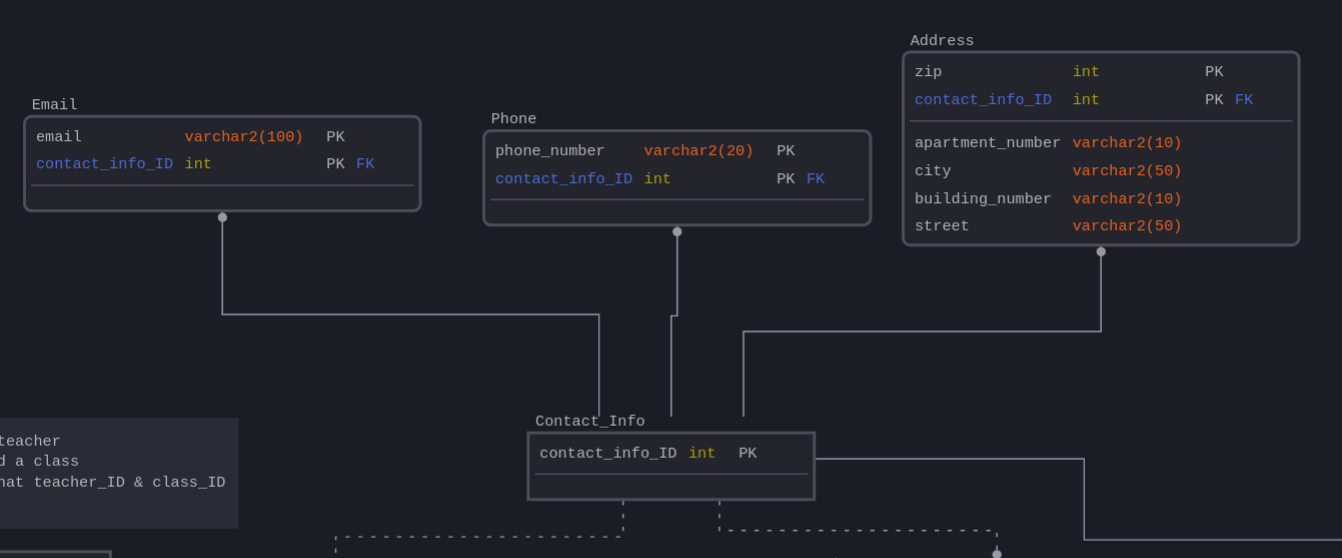 Email
email varchar2(100) PK
contact_info_ID int PK FK
Phone
phone_number varchar2(20) PK
contact_info_ID int PK FK
Address
zip int PK
contact_info_ID int PK FK
apartment_number varchar2(10)
city varchar2(50)
building_number varchar2(10)
street varchar2(50)
Contact_Info
contact_info_ID int PK
teacher
a class
teacher_ID & class_ID